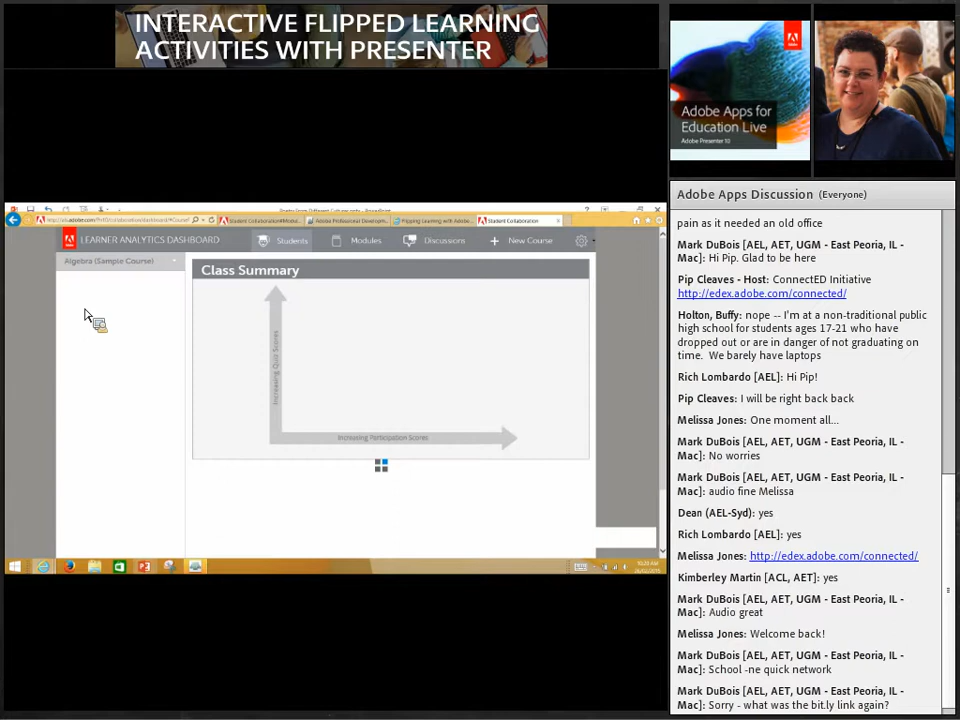 INTERACTIVE FLIPPED LEARNING
ACTIVITIES WITH PRESENTER
Adobe Apps for
Education Live
Adobe Presenter 10
Student Collaboration
LEARNER ANALYTICS DASHBOARD
Students
Modules
Discussions
+ New Course
Algebra (Sample Course)
Class Summary
Increasing Quiz Scores
Increasing Participation Scores
Adobe Apps Discussion (Everyone)
pain as it needed an old office
Mark DuBois [AEL, AET, UGM - East Peoria, IL -
Mac]: Hi Pip. Glad to be here
Pip Cleaves - Host: ConnectED Initiative
http://edex.adobe.com/connected/
Holton, Buffy: nope -- I'm at a non-traditional public
high school for students ages 17-21 who have
dropped out or are in danger of not graduating on
time. We barely have laptops
Rich Lombardo [AEL]: Hi Pip!
Pip Cleaves: I will be right back back
Melissa Jones: One moment all...
Mark DuBois [AEL, AET, UGM - East Peoria, IL -
Mac]: No worries
Mark DuBois [AEL, AET, UGM - East Peoria, IL -
Mac]: audio fine Melissa
Dean (AEL-Syd): yes
Rich Lombardo [AEL]: yes
Melissa Jones: http://edex.adobe.com/connected/
Kimberley Martin [ACL, AET]: yes
Mark DuBois [AEL, AET, UGM - East Peoria, IL -
Mac]: Audio great
Melissa Jones: Welcome back!
Mark DuBois [AEL, AET, UGM - East Peoria, IL -
Mac]: School -ne quick network
Mark DuBois [AEL, AET, UGM - East Peoria, IL -
Mac]: Sorry - what was the bit.ly link again?